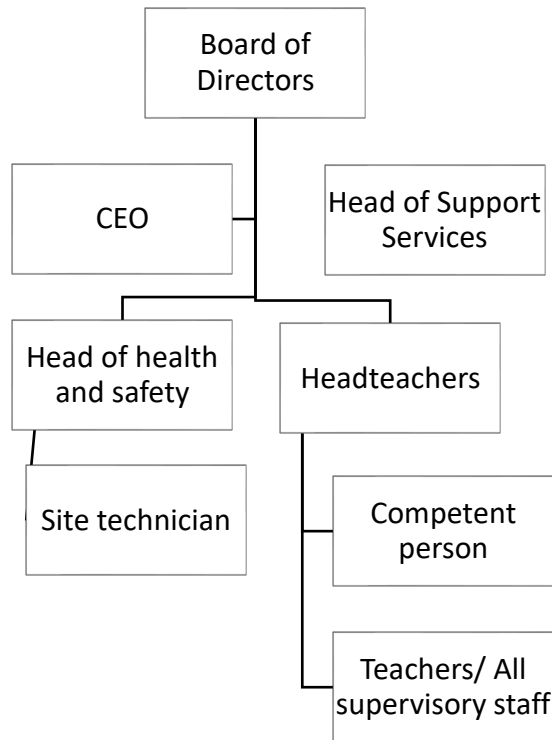 Board of
Directors
CEO
Head of Support
Services
Head of health
and safety
Headteachers
Site technician
Competent
person
Teachers/ All
supervisory staff